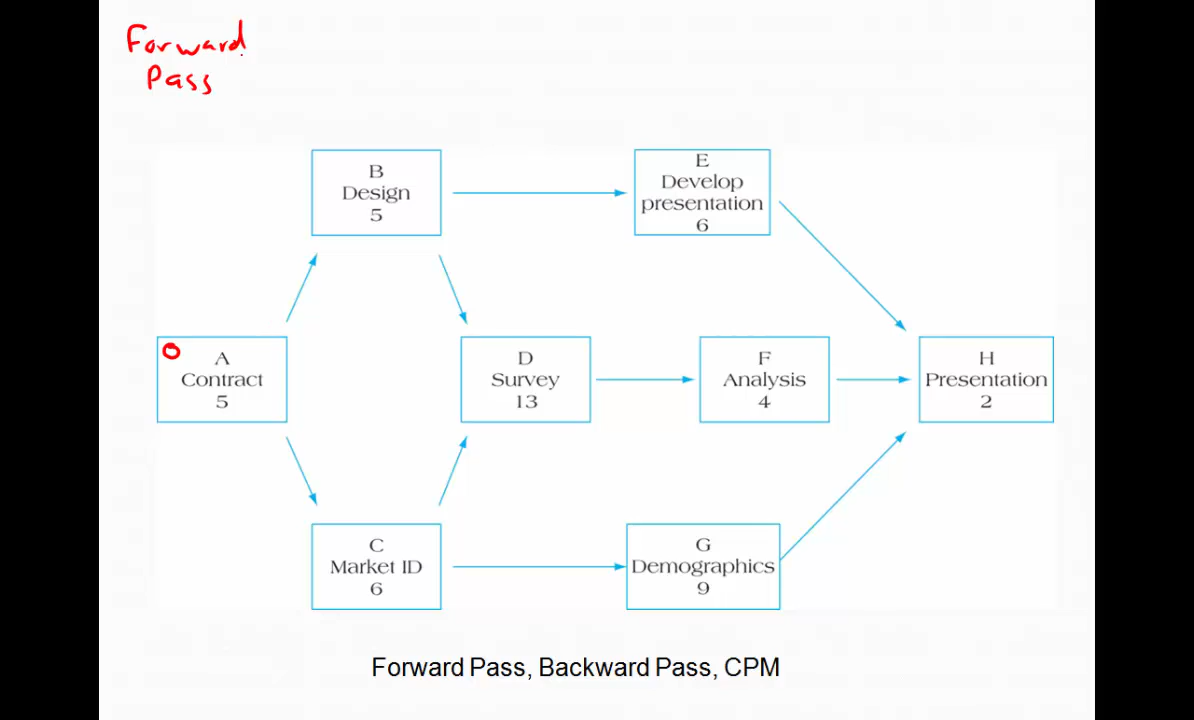 Forward
Pass
B
Design
5
E
Develop
presentation
6
0
A
Contract
5
D
Survey
13
F
Analysis
4
H
Presentation
2
C
Market ID
6
G
Demographics
9
Forward Pass, Backward Pass, CPM